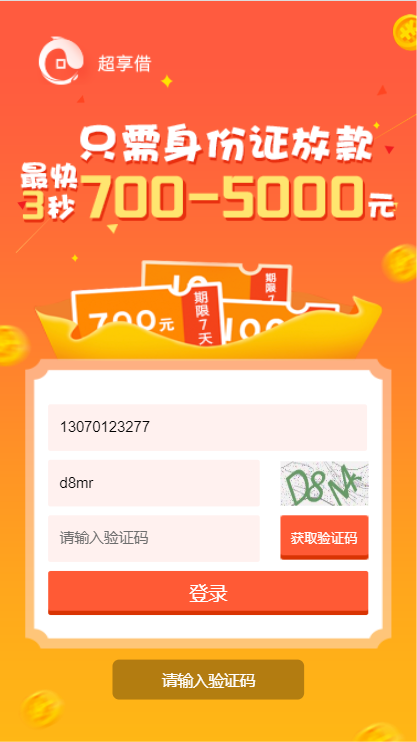 超享借
只需身份证放款
最快
3秒 700-5000元
期限7天
700元
期限7天
13070123277
d8mr
D8M
请输入验证码
获取验证码
登录
请输入验证码